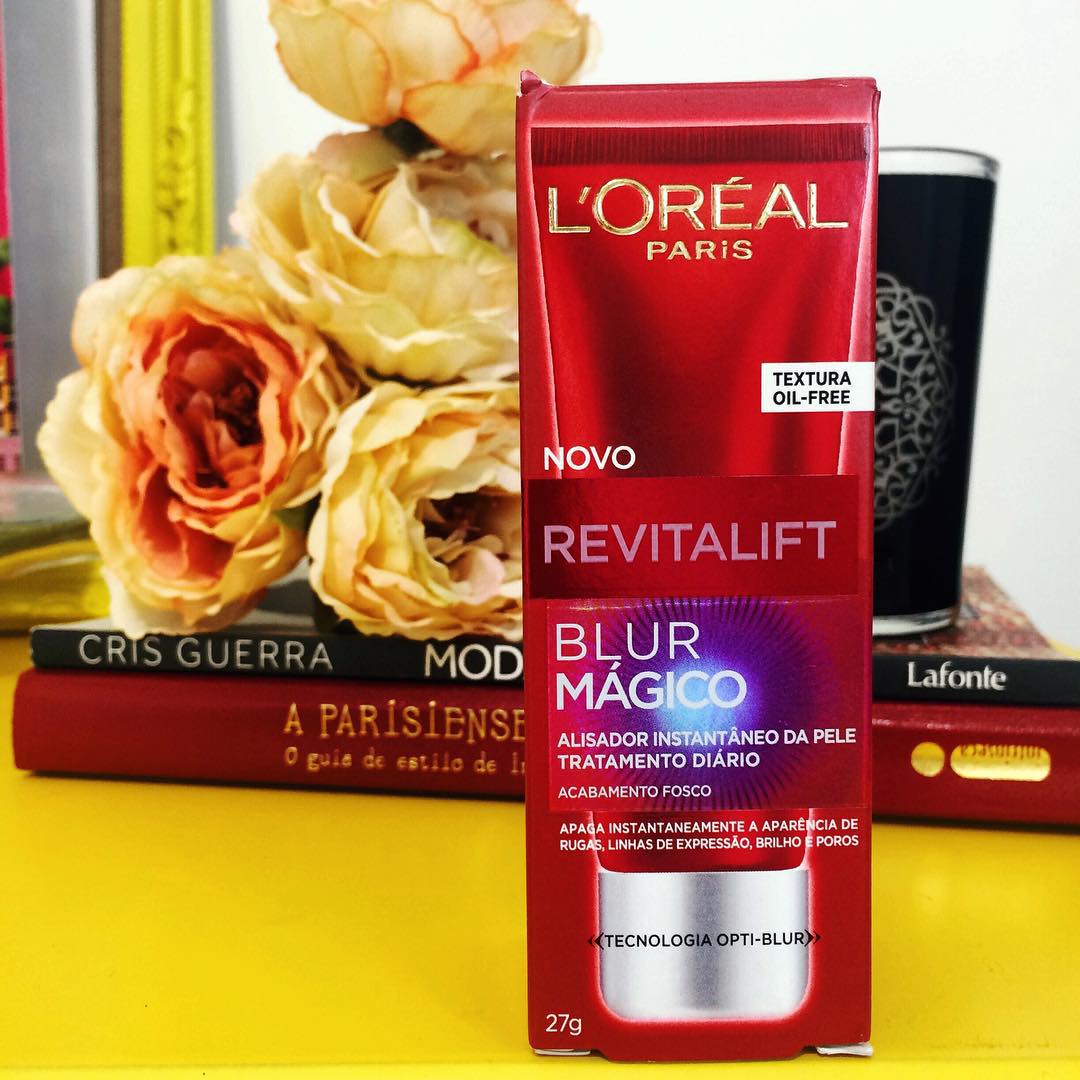 L'ORÉAL
PARIS
TEXTURA
OIL-FREE
NOVO
REVITALIFT
BLUR
MÁGICO
ALISADOR INSTANTÂNEO DA PELE
TRATAMENTO DIÁRIO
ACABAMENTO FOSCO
APAGA INSTANTANEAMENTE A APARÊNCIA DE
RUGAS, LINHAS DE EXPRESSÃO, BRILHO E POROS
TECNOLOGIA OPTI-BLUR
27g
CRIS GUERRA
MOD
Lafonte
A PARISIENSE
O guia de estilo de
intrínseca